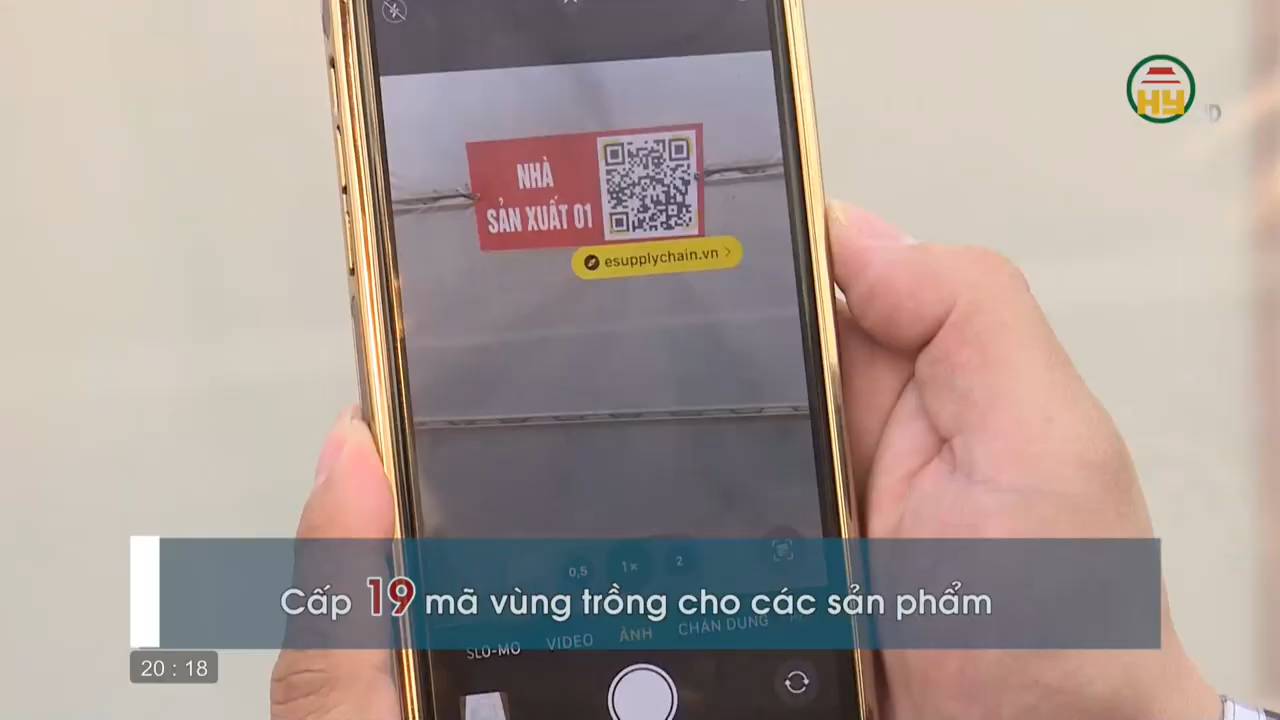 HY
D
NHÀ
SẢN XUẤT 01
esupplychain.vn
0,5 1× 2
Cấp 19 mã vùng trồng cho các sản phẩm
SLO-MO VIDEO ẢNH CHÂN DUNG
20 : 18